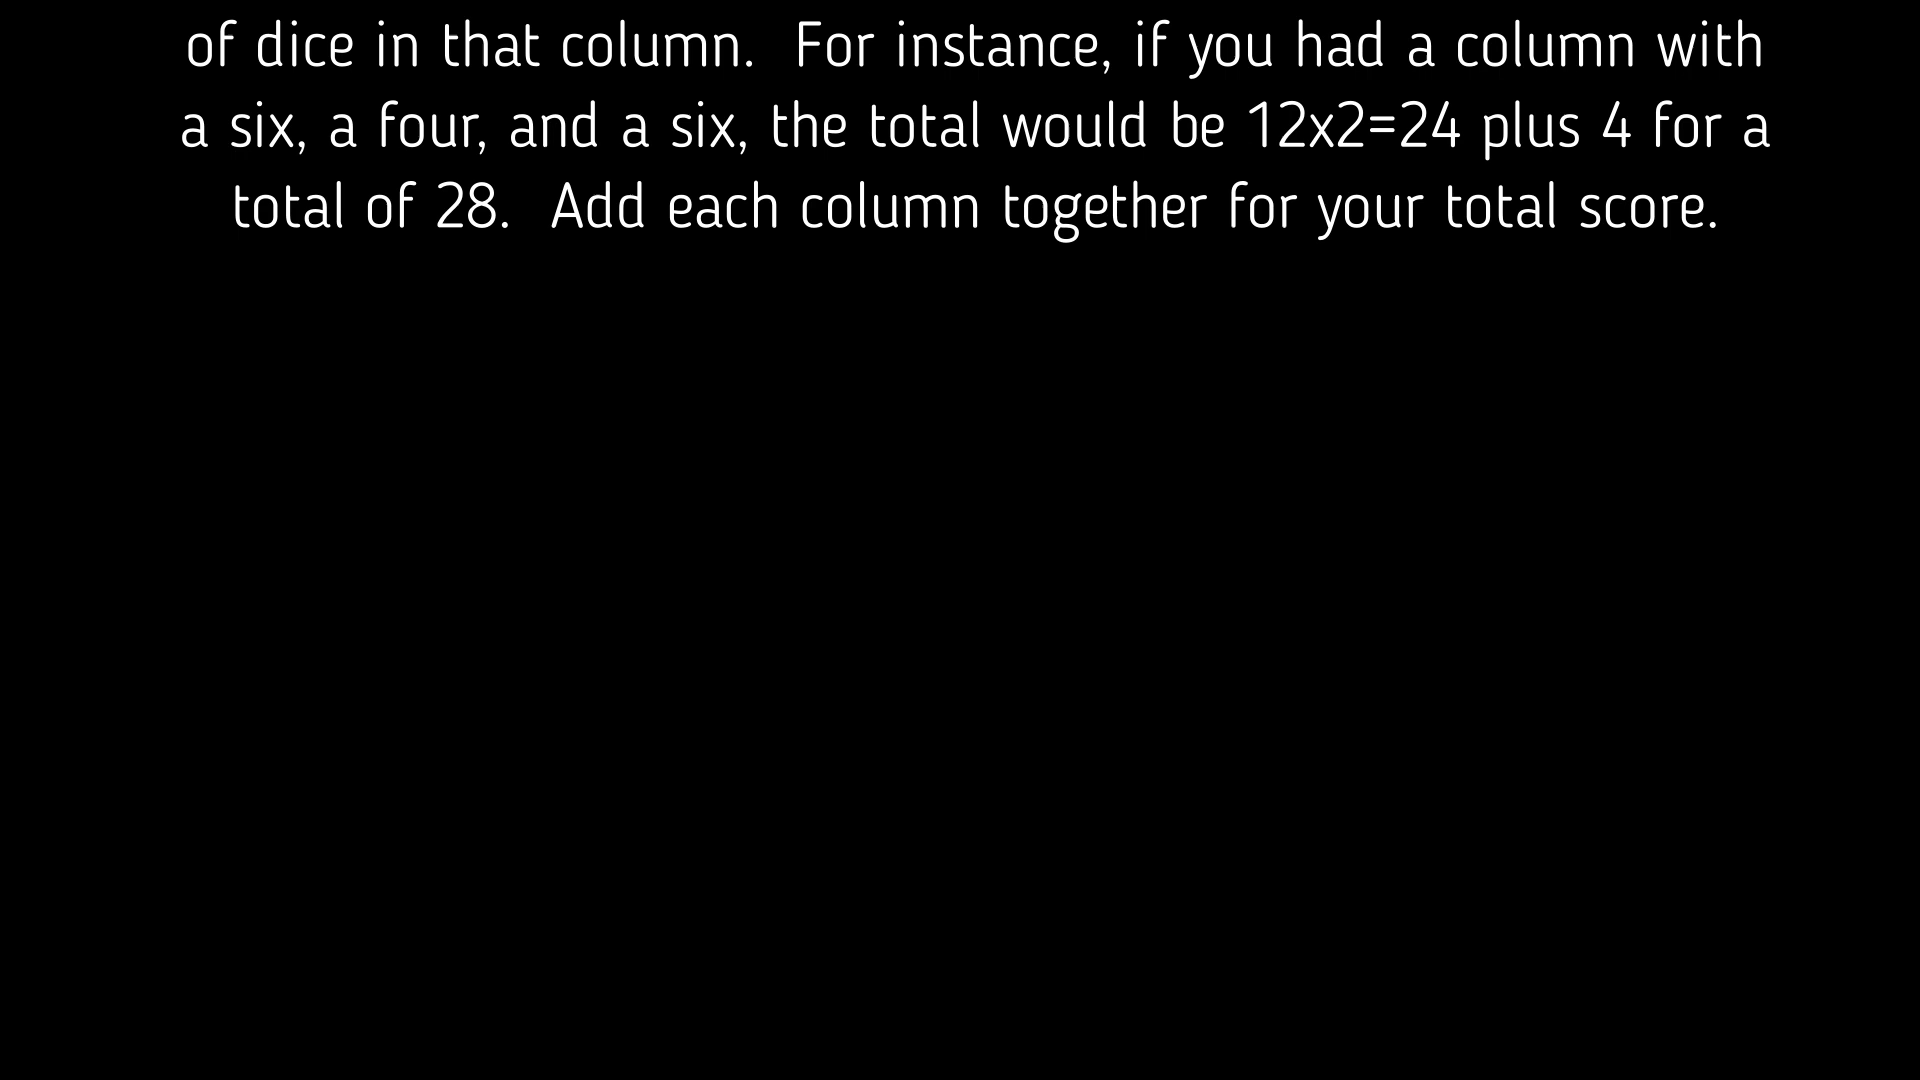 of dice in that column.  For instance, if you had a column with
a six, a four, and a six, the total would be 12x2=24 plus 4 for a
total of 28.  Add each column together for your total score.